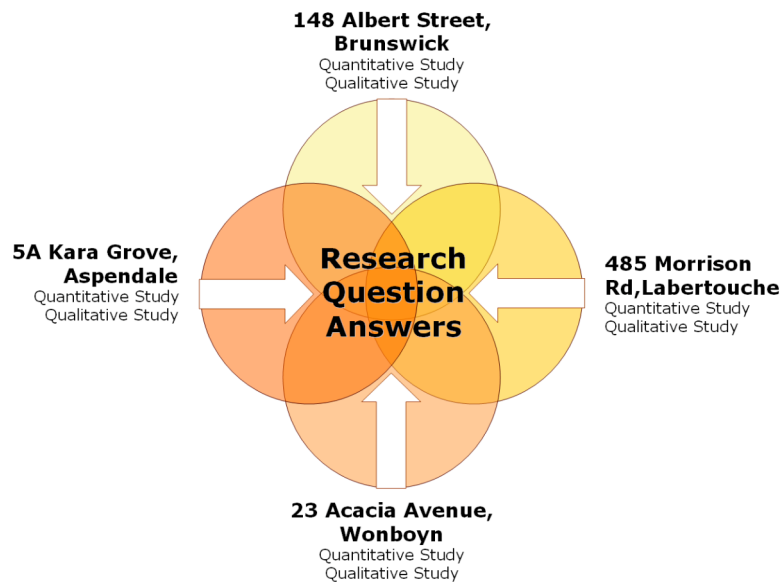 148 Albert Street,
Brunswick
Quantitative Study
Qualitative Study
5A Kara Grove,
Aspendale
Quantitative Study
Qualitative Study
Research
Question
Answers
485 Morrison
Rd,Labertouche
Quantitative Study
Qualitative Study
23 Acacia Avenue,
Wonboyn
Quantitative Study
Qualitative Study